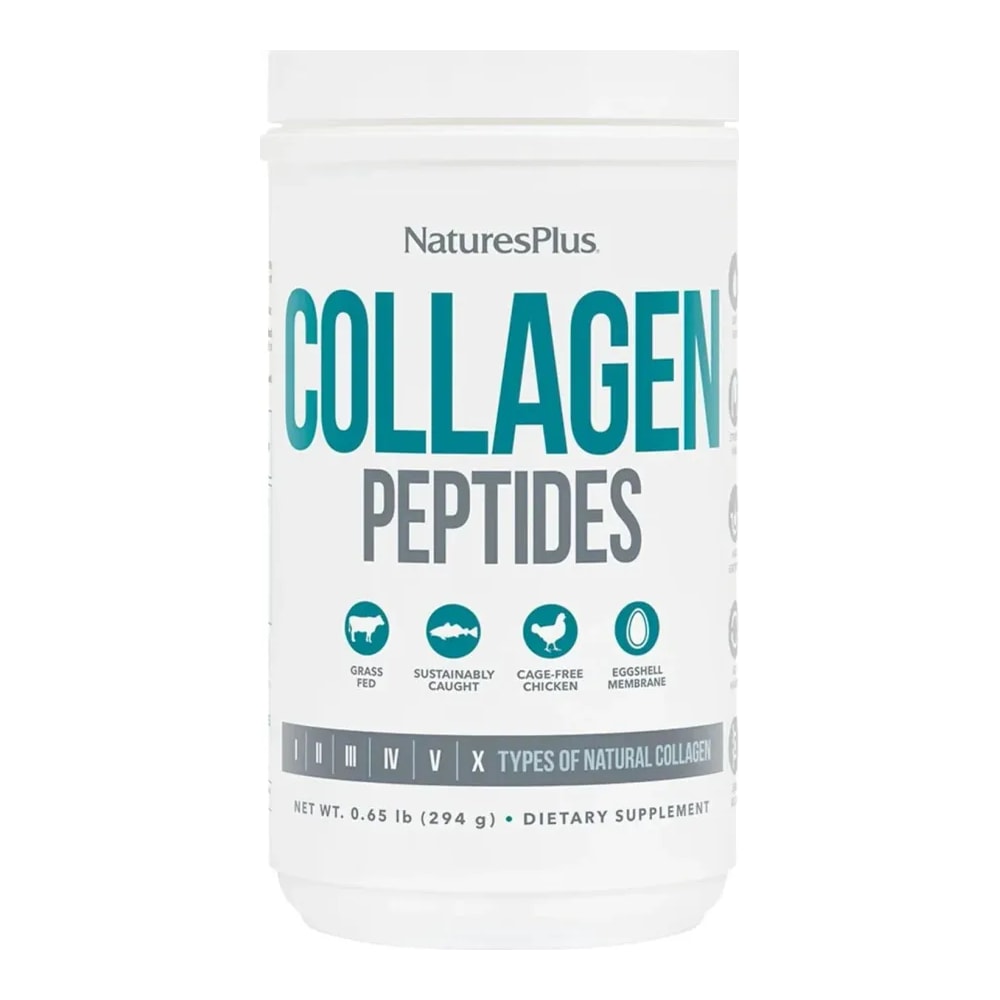 NaturesPlus.
COLLAGEN
PEPTIDES
GRASS
FED
SUSTAINABLY
CAUGHT
CAGE-FREE
CHICKEN
EGGSHELL
MEMBRANE
I | II | III | IV | V | X TYPES OF NATURAL COLLAGEN
NET WT. 0.65 lb (294 g) • DIETARY SUPPLEMENT